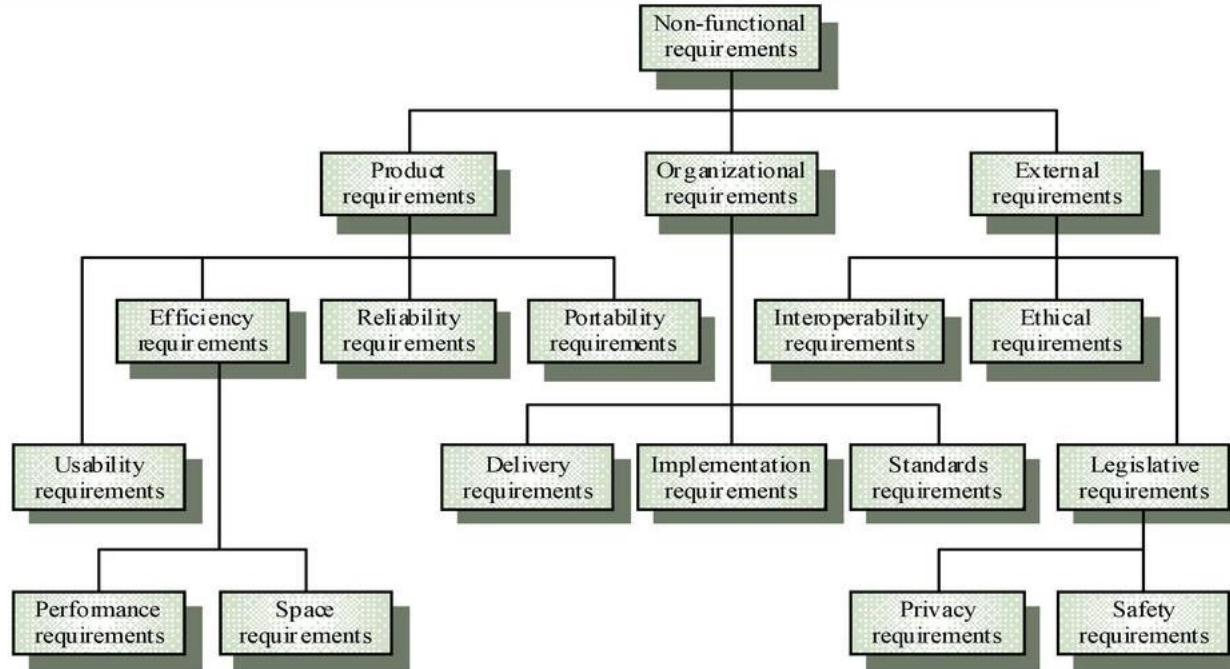 Non-functional
requirements
Product
requirements
Organizational
requirements
External
requirements
Efficiency
requirements
Reliability
requirements
Portability
requirements
Interoperability
requirements
Ethical
requirements
Usability
requirements
Delivery
requirements
Implementation
requirements
Standards
requirements
Legislative
requirements
Performance
requirements
Space
requirements
Privacy
requirements
Safety
requirements